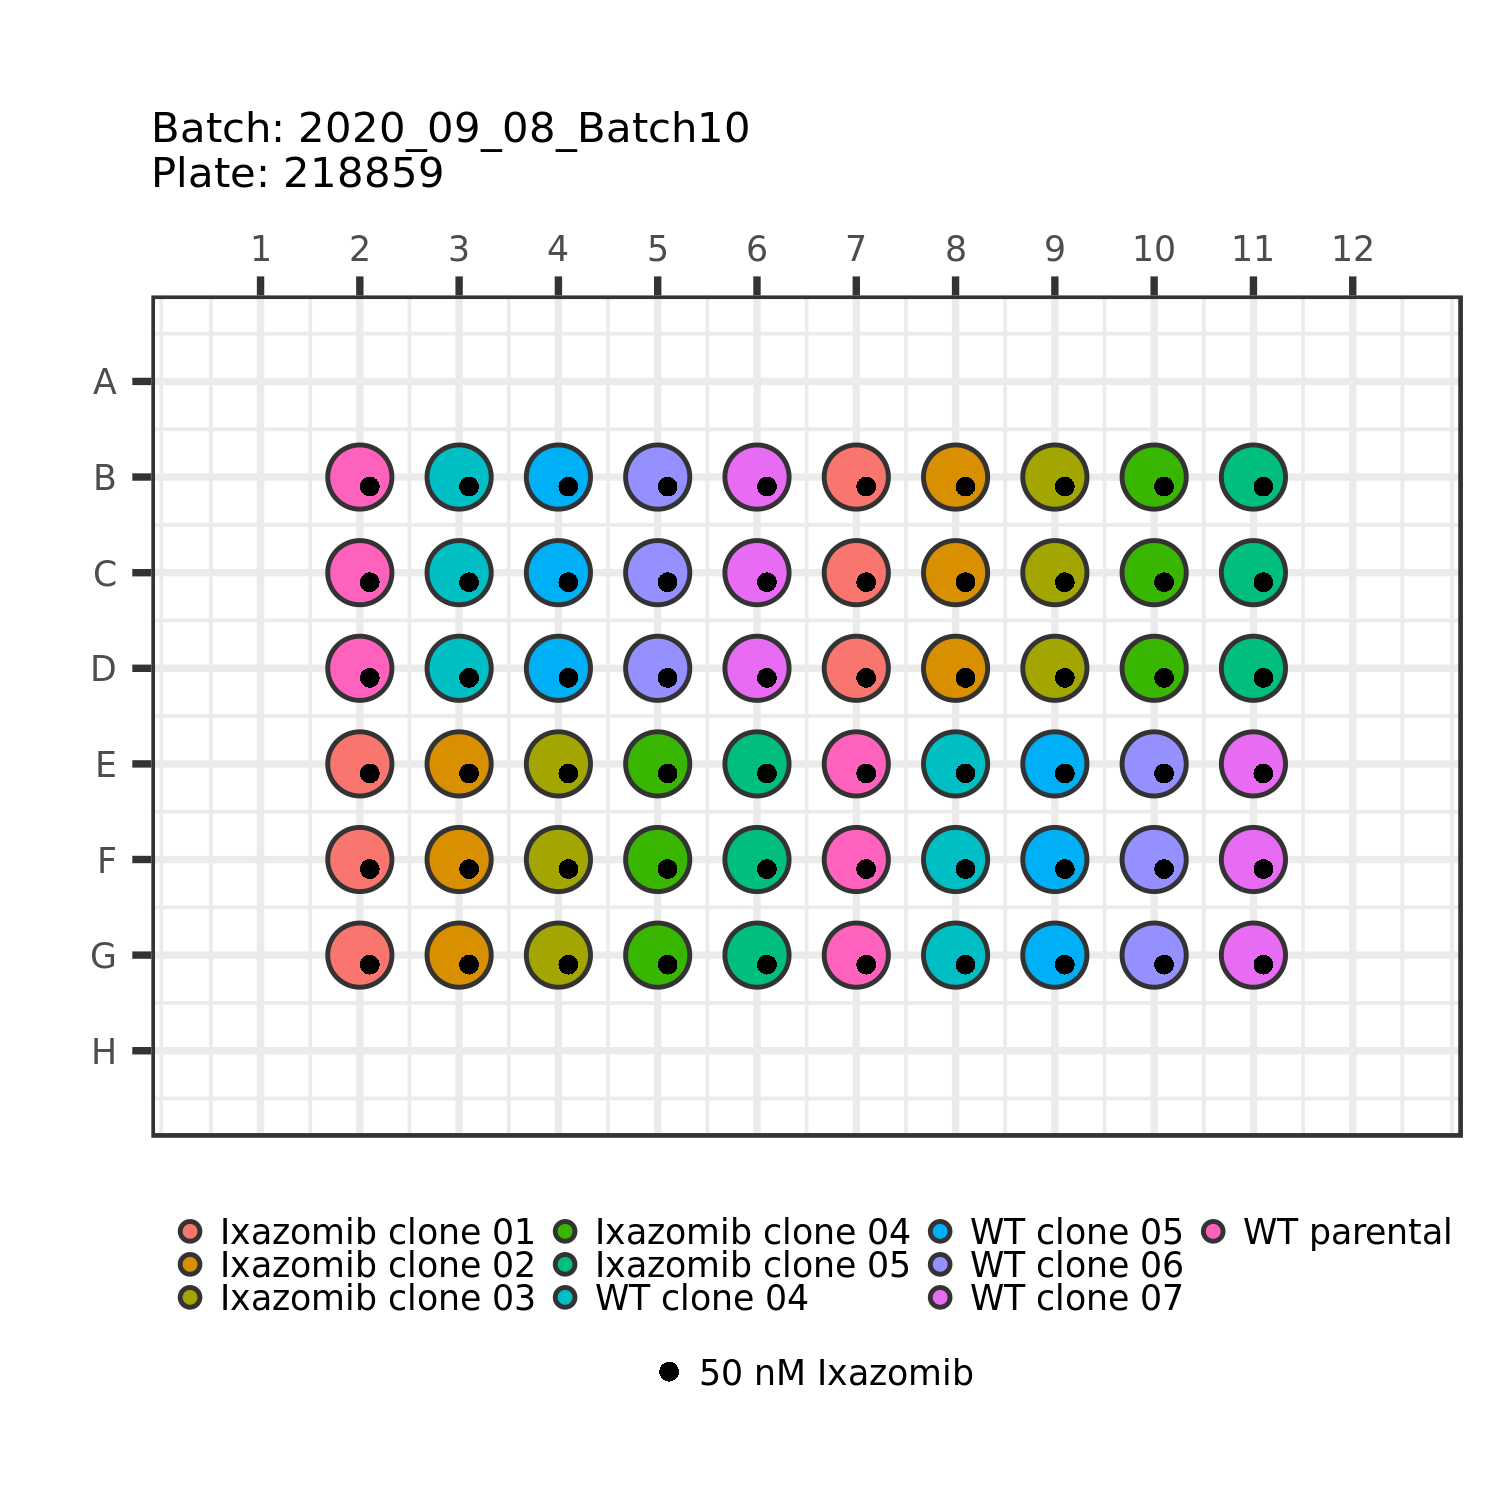 Batch: 2020_09_08_Batch10
Plate: 218859
1 2 3 4 5 6 7 8 9 10 11 12
A
B
C
D
E
F
G
H
Ixazomib clone 01 Ixazomib clone 04 WT clone 05 WT parental
Ixazomib clone 02 Ixazomib clone 05 WT clone 06
Ixazomib clone 03 WT clone 04 WT clone 07
50 nM Ixazomib